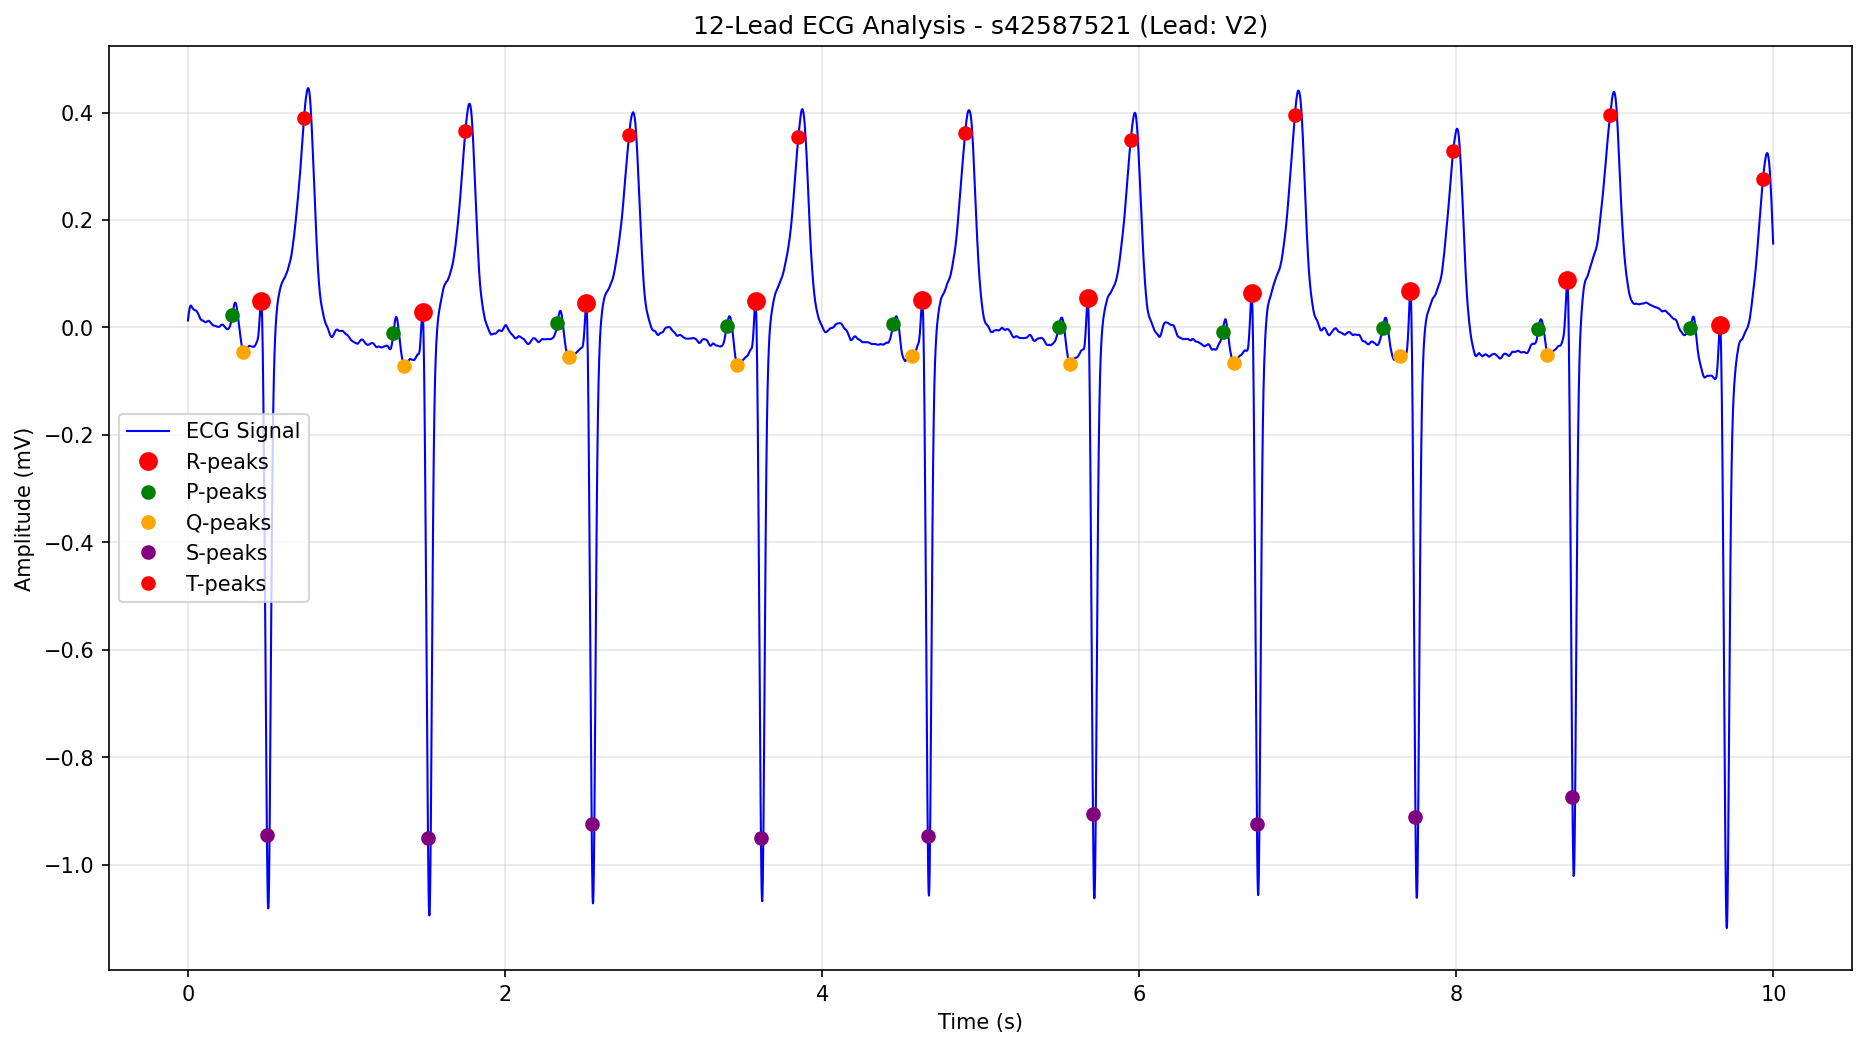 12-Lead ECG Analysis - s42587521 (Lead: V2)
Amplitude (mV)
0.4
0.2
0.0
−0.2
−0.4
−0.6
−0.8
−1.0
ECG Signal
R-peaks
P-peaks
Q-peaks
S-peaks
T-peaks
0 2 4 6 8 10
Time (s)